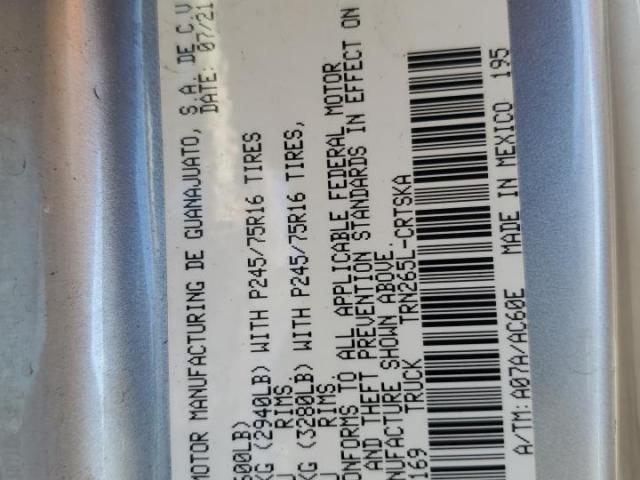 MOTOR MANUFACTURING DE GUANAJUATO, S.A. DE C.V
DATE: 07/21
600LB)
KG (2940LB) WITH P245/75R16 TIRES
RIMS,
KG (3280LB) WITH P245/75R16 TIRES,
RIMS.
ONFORMS TO ALL APPLICABLE FEDERAL MOTOR
AND THEFT PREVENTION STANDARDS IN EFFECT ON
NUFACTURE SHOWN ABOVE.
169 TRUCK TRN265L-CRTSKA
A/TM: A07A/AC60E MADE IN MEXICO 195